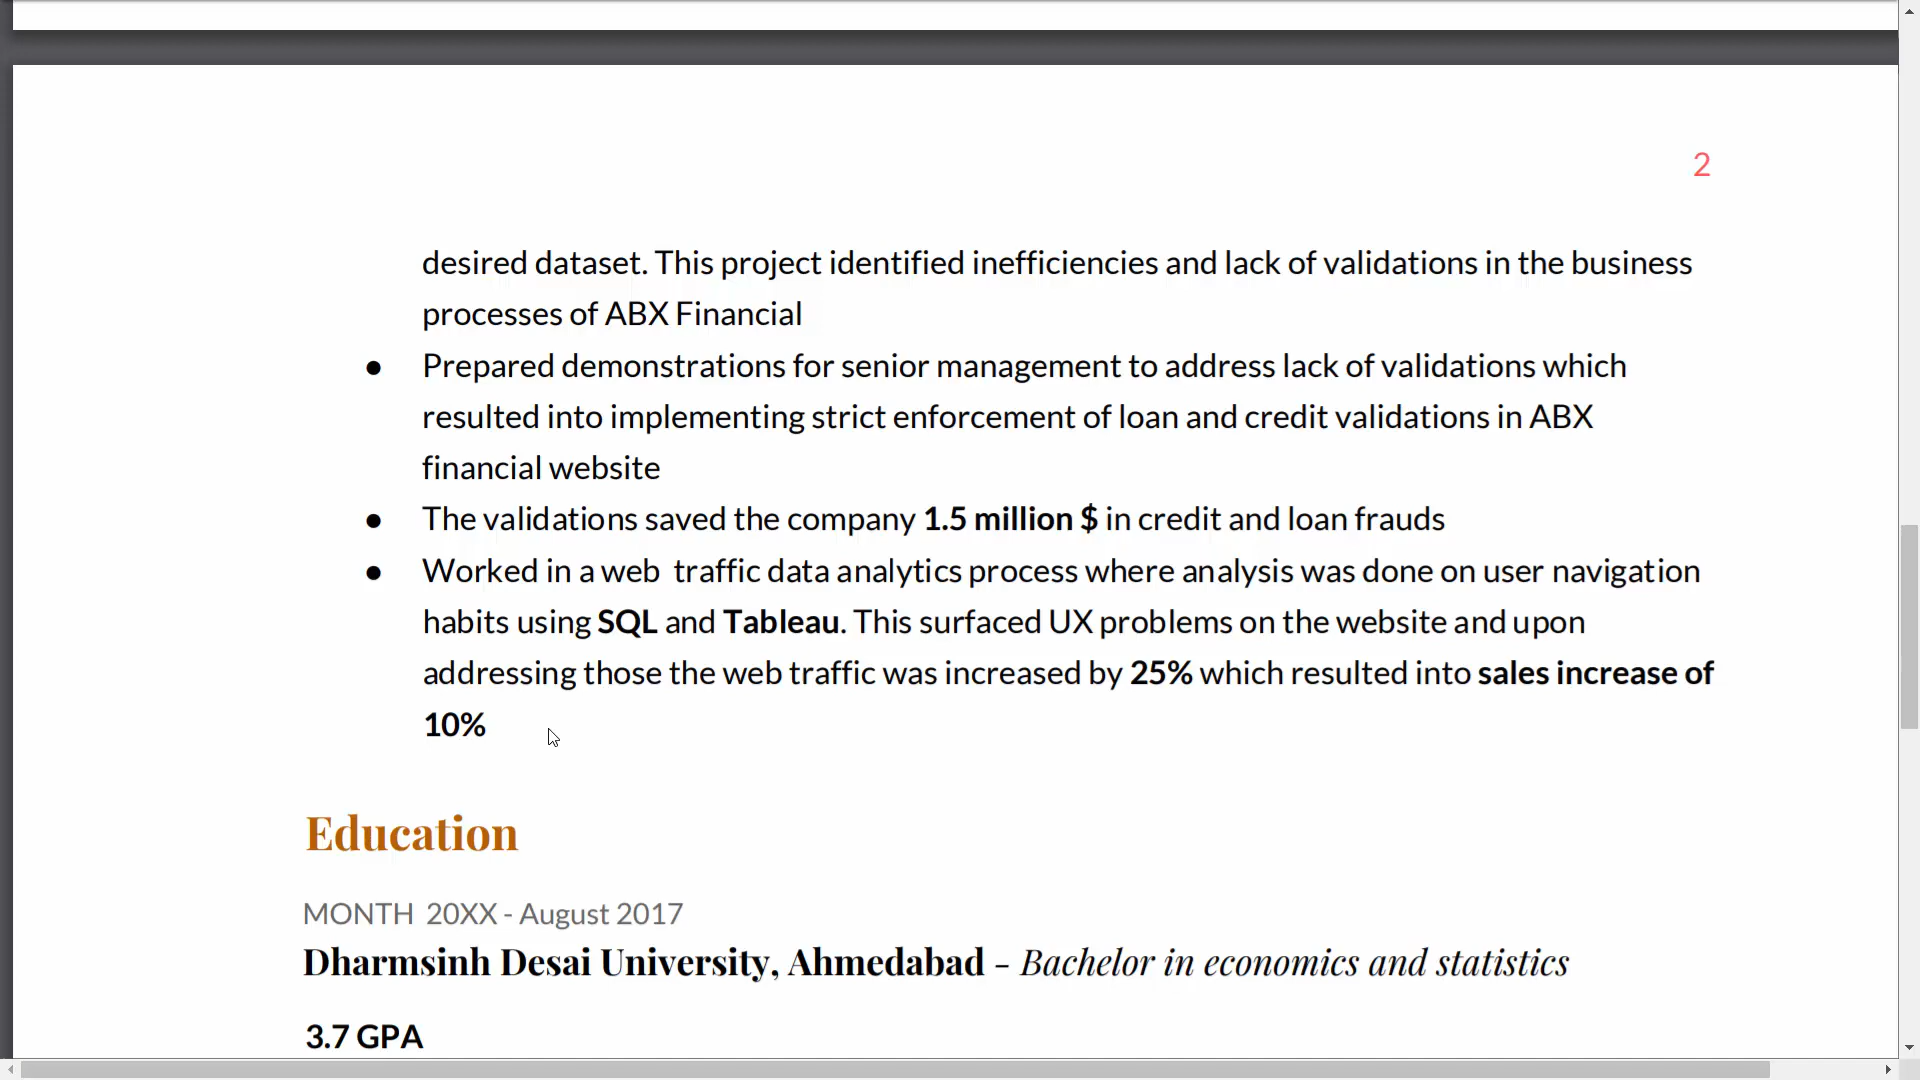 2
desired dataset. This project identified inefficiencies and lack of validations in the business
processes of ABX Financial
● Prepared demonstrations for senior management to address lack of validations which
resulted into implementing strict enforcement of loan and credit validations in ABX
financial website
● The validations saved the company 1.5 million $ in credit and loan frauds
● Worked in a web traffic data analytics process where analysis was done on user navigation
habits using SQL and Tableau. This surfaced UX problems on the website and upon
addressing those the web traffic was increased by 25% which resulted into sales increase of
10%
Education
MONTH 20XX - August 2017
Dharmsinh Desai University, Ahmedabad - Bachelor in economics and statistics
3.7 GPA